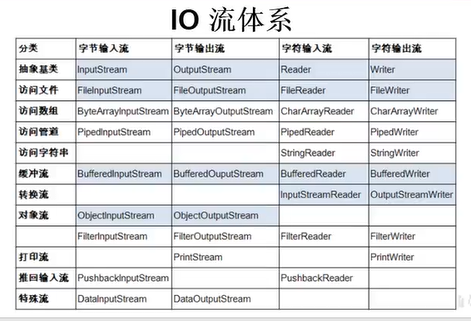 IO 流体系
分类 字节输入流 字节输出流 字符输入流 字符输出流
抽象基类 InputStream OutputStream Reader Writer
访问文件 FileInputStream FileOutputStream FileReader FileWriter
访问数组 ByteArrayInputStream ByteArrayOutputStream CharArrayReader CharArrayWriter
访问管道 PipedInputStream PipedOutputStream PipedReader PipedWriter
访问字符串 StringReader StringWriter
缓冲流 BufferedInputStream BufferedOuputStream BufferedReader BufferedWriter
转换流 InputStreamReader OutputStreamWriter
对象流 ObjectInputStream ObjectOutputStream
FilterInputStream FilterOutputStream FilterReader FilterWriter
打印流 PrintStream PrintWriter
推回输入流 PushbackInputStream PushbackReader
特殊流 DataInputStream DataOutputStream